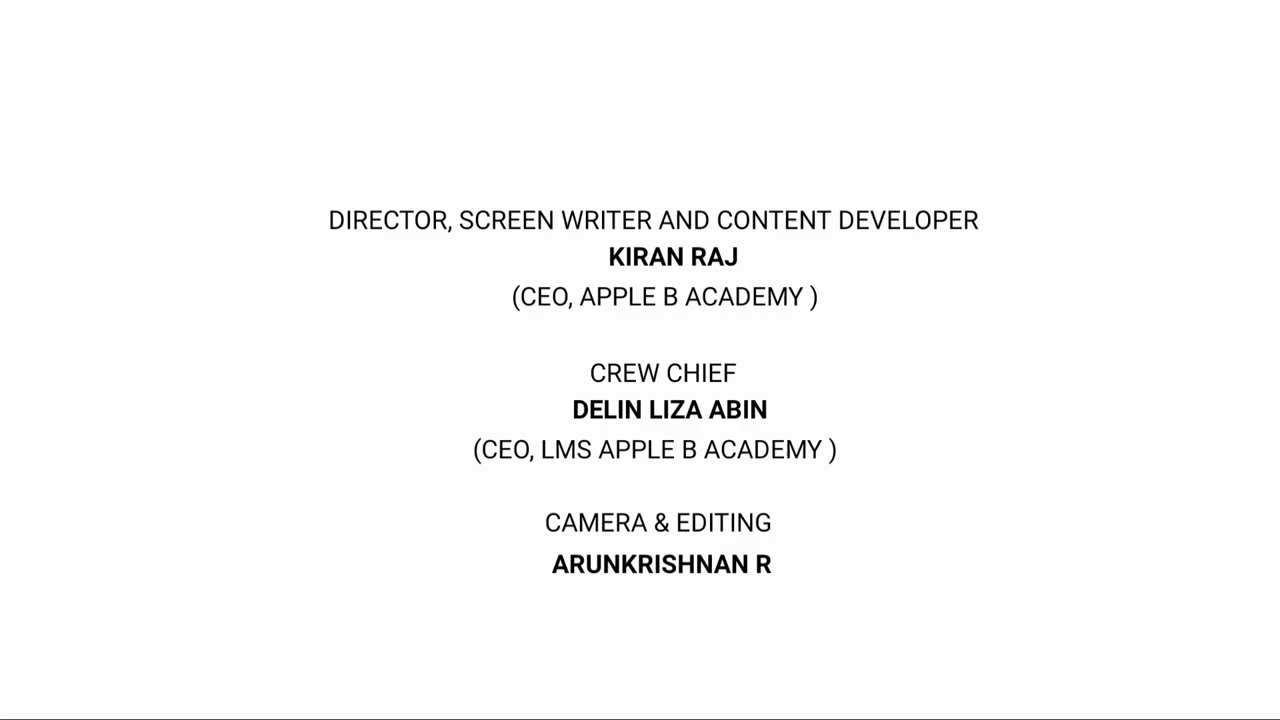 DIRECTOR, SCREEN WRITER AND CONTENT DEVELOPER
KIRAN RAJ
(CEO, APPLE B ACADEMY )
CREW CHIEF
DELIN LIZA ABIN
(CEO, LMS APPLE B ACADEMY )
CAMERA & EDITING
ARUNKRISHNAN R